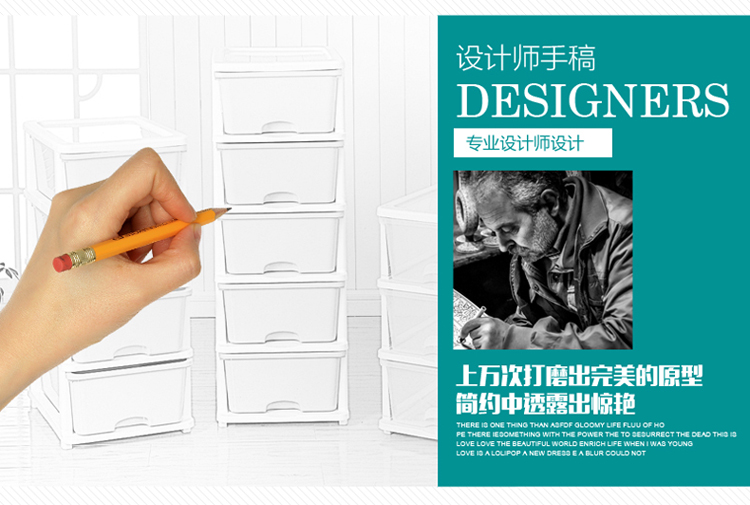 设计师手稿
DESIGNERS
专业设计师设计
上万次打磨出完美的原型
简约中透露出惊艳
THERE IS ONE THING THAN ASFDF GLOOMY LIFE FLUU OF HO
PE THERE IESOMETHING WITH THE POWER THE TO SESURRECT THE DEAD THIS IS
LOVE LOVE THE BEAUTIFUL WORLD ENRICH LIFE WHEN I WAS YOUNG
LOVE IS A LOLIPOP A NEW DRESS E A BLUR COULD NOT